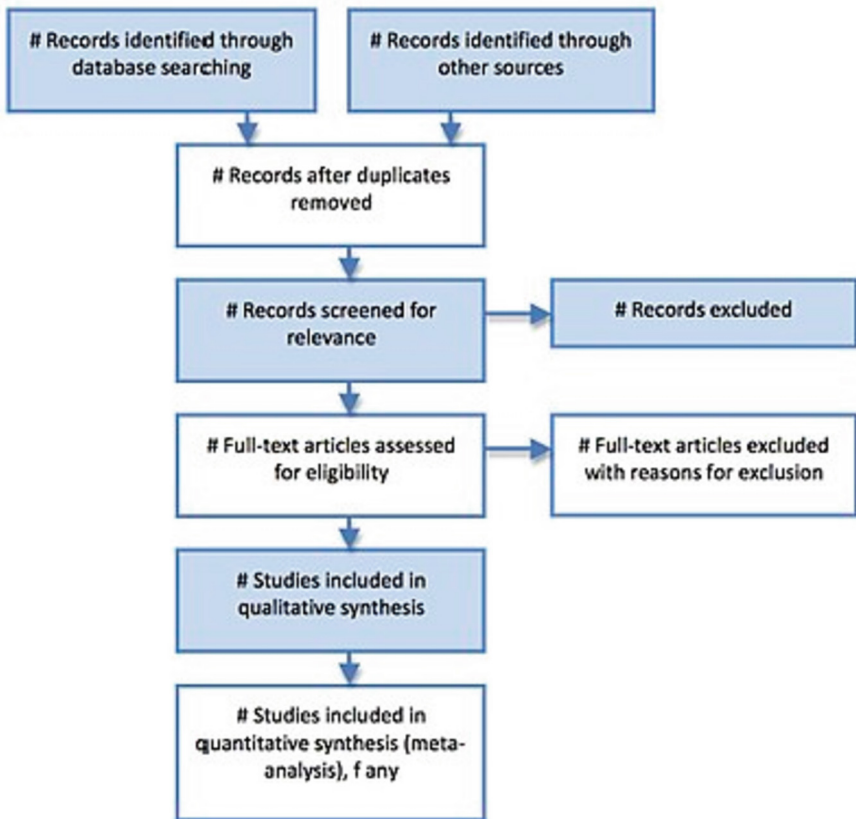 # Records identified through
database searching
# Records identified through
other sources
# Records after duplicates
removed
# Records screened for
relevance
# Records excluded
# Full-text articles assessed
for eligibility
# Full-text articles excluded
with reasons for exclusion
# Studies included in
qualitative synthesis
# Studies included in
quantitative synthesis (meta-
analysis), f any